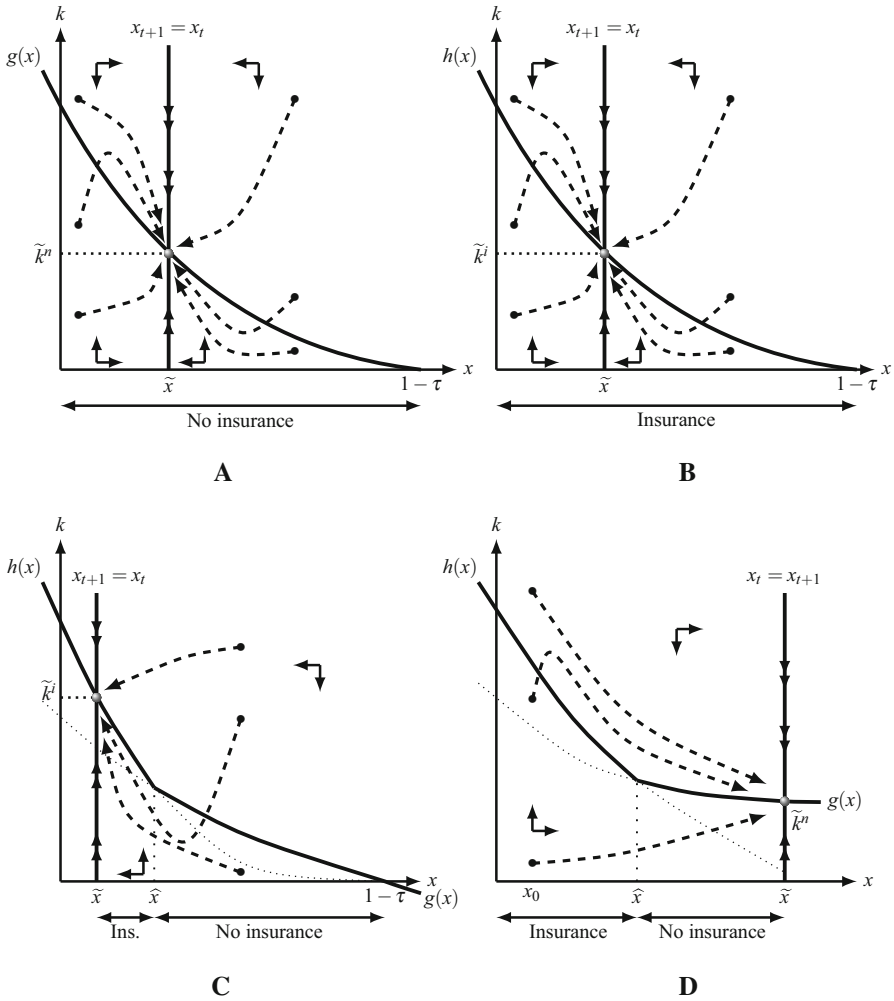 k
x_{t+1} = x_t
g(x)
k̃^n
x̃
1 − τ
x
No insurance
A
k
x_{t+1} = x_t
h(x)
k̃^i
x̃
1 − τ
x
Insurance
B
k
h(x)
x_{t+1} = x_t
k̃^i
x
x̃
x̂
1 − τ
g(x)
Ins.
No insurance
C
k
h(x)
x_t = x_{t+1}
g(x)
k̃^n
x_0
x̂
x̃
x
Insurance
No insurance
D